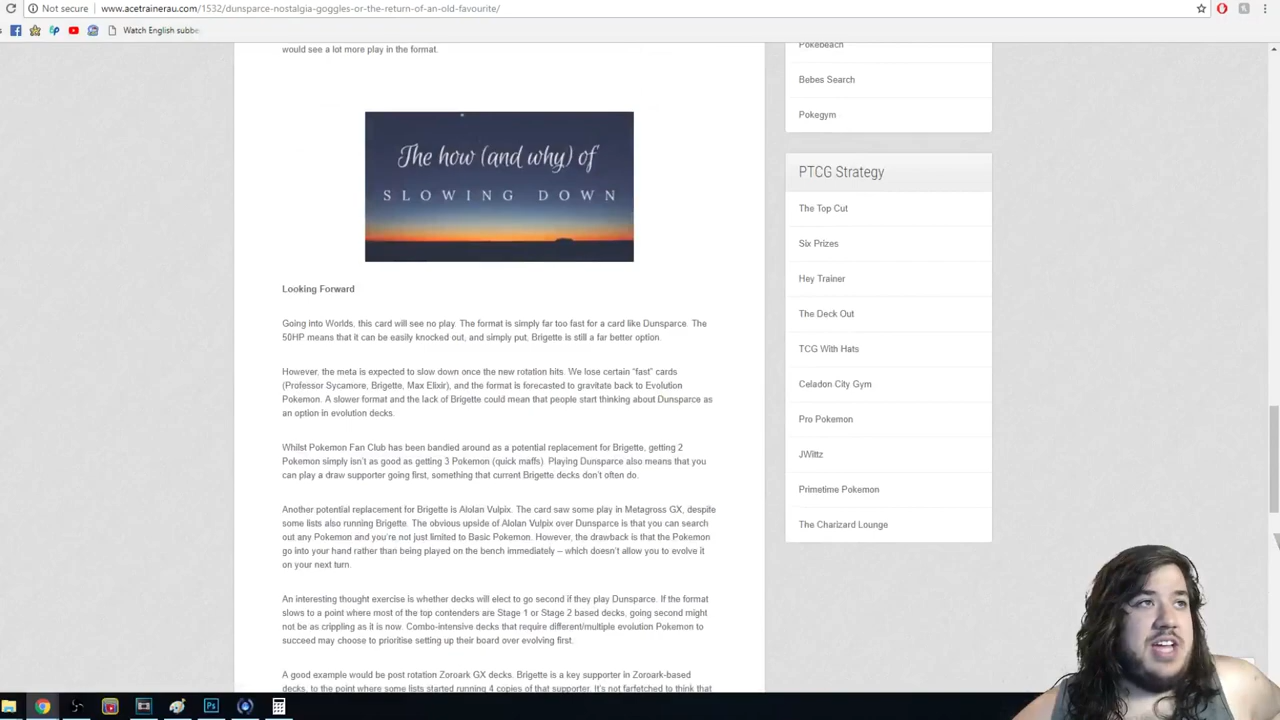 Not secure
www.acetrainerau.com/1532/dunsparce-nostalgia-goggles-or-the-return-of-an-old-favourite/
Watch English subbe
would see a lot more play in the format.
The how (and why) of
SLOWING DOWN
Looking Forward
Going into Worlds, this card will see no play. The format is simply far too fast for a card like Dunsparce. The
50HP means that it can be easily knocked out, and simply put, Brigette is still a far better option.
However, the meta is expected to slow down once the new rotation hits. We lose certain “fast” cards
(Professor Sycamore, Brigette, Max Elixir), and the format is forecasted to gravitate back to Evolution
Pokemon. A slower format and the lack of Brigette could mean that people start thinking about Dunsparce as
an option in evolution decks.
Whilst Pokemon Fan Club has been bandied around as a potential replacement for Brigette, getting 2
Pokemon simply isn't as good as getting 3 Pokemon (quick maffs). Playing Dunsparce also means that you
can play a draw supporter going first, something that current Brigette decks don't often do.
Another potential replacement for Brigette is Alolan Vulpix. The card saw some play in Metagross GX, despite
some lists also running Brigette. The obvious upside of Alolan Vulpix over Dunsparce is that you can search
out any Pokemon and you're not just limited to Basic Pokemon. However, the drawback is that the Pokemon
go into your hand rather than being played on the bench immediately – which doesn't allow you to evolve it
on your next turn.
An interesting thought exercise is whether decks will elect to go second if they play Dunsparce. If the format
slows to a point where most of the top contenders are Stage 1 or Stage 2 based decks, going second might
not be as crippling as it is now. Combo-intensive decks that require different/multiple evolution Pokemon to
succeed may choose to prioritise setting up their board over evolving first.
A good example would be post rotation Zoroark GX decks. Brigette is a key supporter in Zoroark-based
decks, to the point where some lists started running 4 copies of that supporter. It's not farfetched to think that
Pokebeach
Bebes Search
Pokegym
PTCG Strategy
The Top Cut
Six Prizes
Hey Trainer
The Deck Out
TCG With Hats
Celadon City Gym
Pro Pokemon
JWittz
Primetime Pokemon
The Charizard Lounge